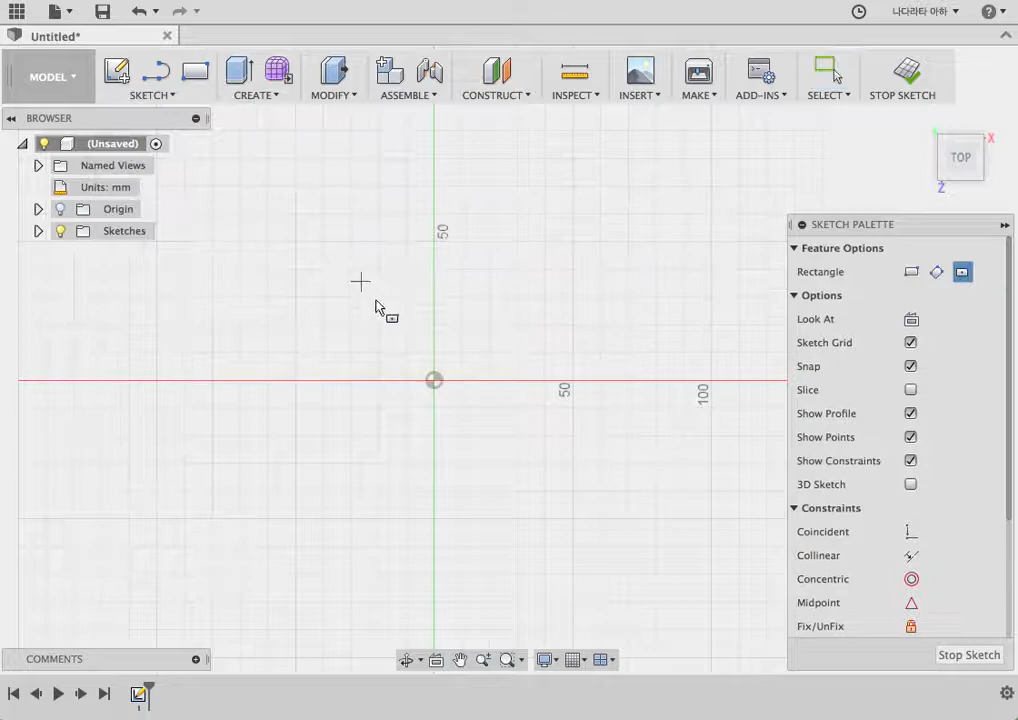 나다라타 아하
Untitled*
MODEL
SKETCH
CREATE
MODIFY
ASSEMBLE
CONSTRUCT
INSPECT
INSERT
MAKE
ADD-INS
SELECT
STOP SKETCH
BROWSER
(Unsaved)
Named Views
Units: mm
Origin
Sketches
TOP
X
Z
50
50
100
SKETCH PALETTE
Feature Options
Rectangle
Options
Look At
Sketch Grid
Snap
Slice
Show Profile
Show Points
Show Constraints
3D Sketch
Constraints
Coincident
Collinear
Concentric
Midpoint
Fix/UnFix
Stop Sketch
COMMENTS